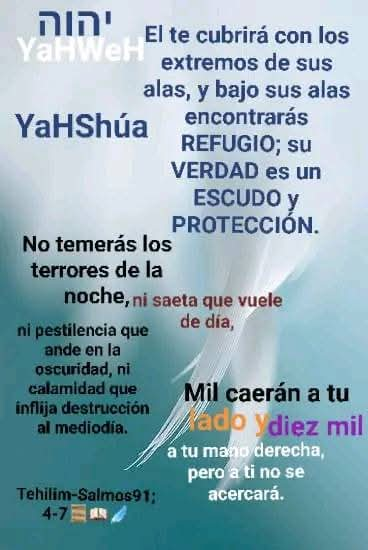 יהוה
YaHWeH
YaHShúa
El te cubrirá con los
extremos de sus
alas, y bajo sus alas
encontrarás
REFUGIO; su
VERDAD es un
ESCUDO y
PROTECCIÓN.
No temerás los
terrores de la
noche, ni saeta que vuele
de día,
ni pestilencia que
ande en la
oscuridad, ni
calamidad que
inflija destrucción
al mediodía.
Mil caerán a tu
lado y diez mil
a tu mano derecha,
pero a ti no se
acercará.
Tehilim-Salmos91;
4-7